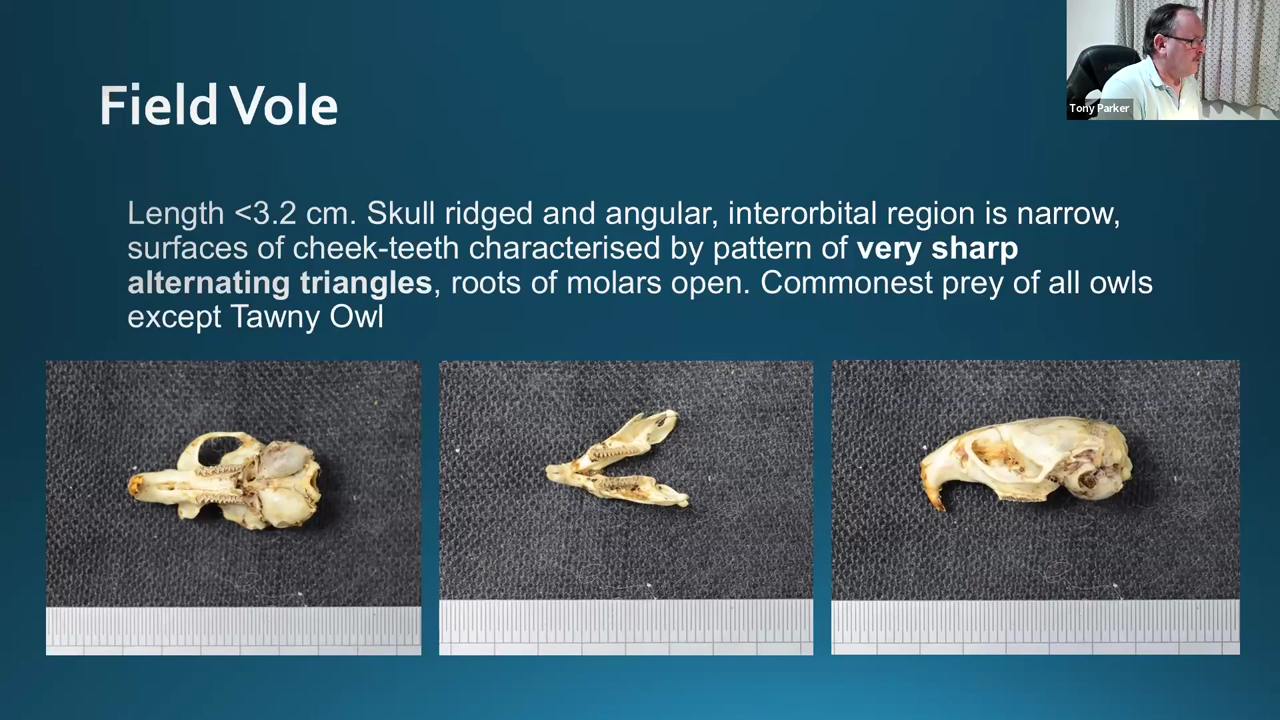 Field Vole
Tony Parker
Length <3.2 cm. Skull ridged and angular, interorbital region is narrow,
surfaces of cheek-teeth characterised by pattern of very sharp
alternating triangles, roots of molars open. Commonest prey of all owls
except Tawny Owl